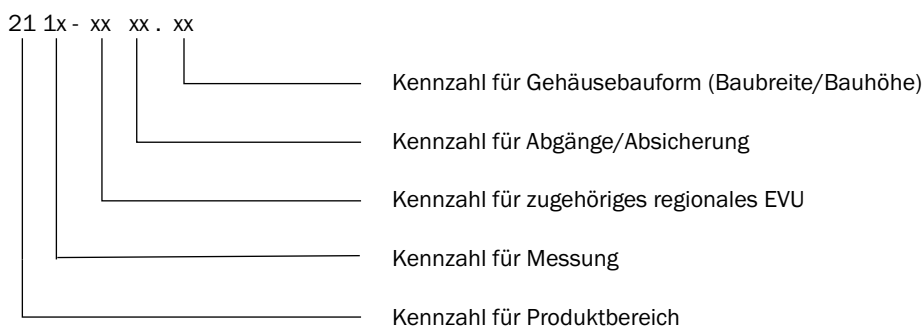 21 1x - xx xx . xx
Kennzahl für Gehäusebauform (Baubreite/Bauhöhe)
Kennzahl für Abgänge/Absicherung
Kennzahl für zugehöriges regionales EVU
Kennzahl für Messung
Kennzahl für Produktbereich